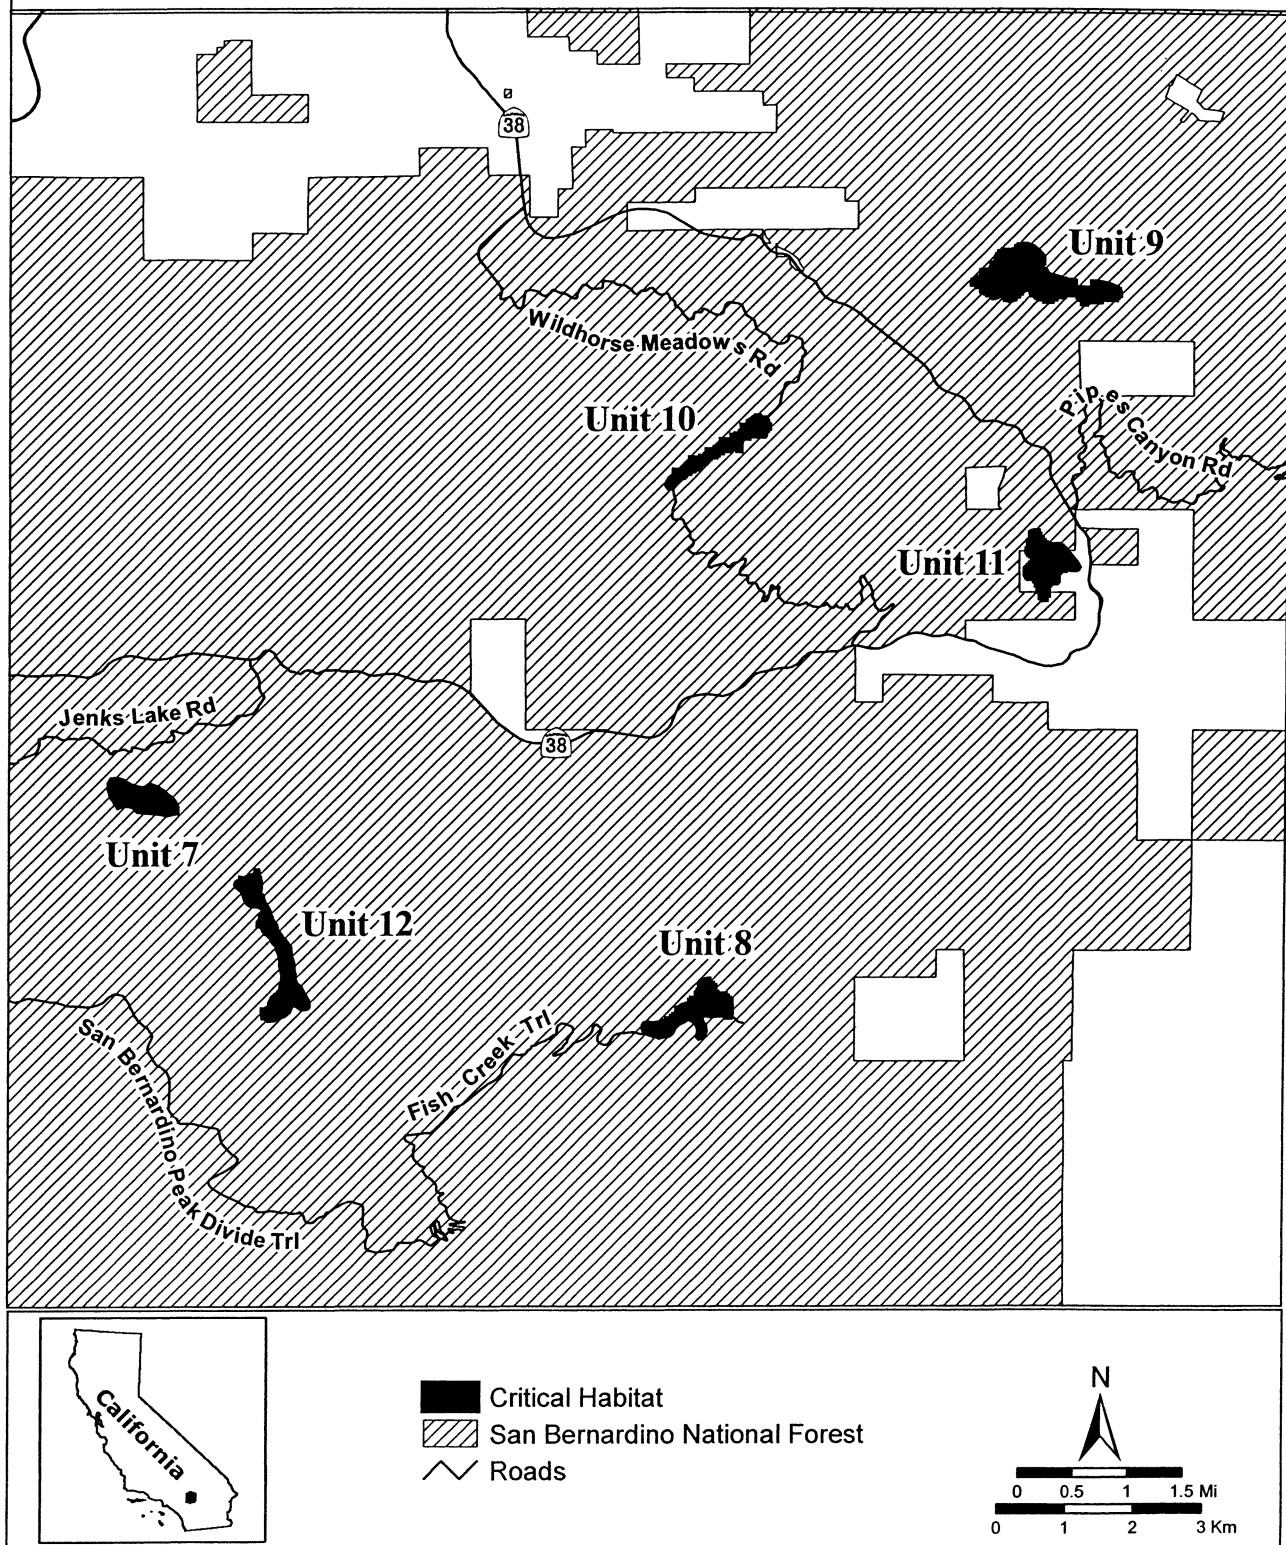 38
Unit 9
Wildhorse Meadows Rd
Unit 10
Pipes Canyon Rd
Unit 11
Jenks Lake Rd
38
Unit 7
Unit 12
Unit 8
Fish Creek Trl
San Bernardino Peak Divide Trl
California
Critical Habitat
San Bernardino National Forest
Roads
N
0 0.5 1 1.5 Mi
0 1 2 3 Km